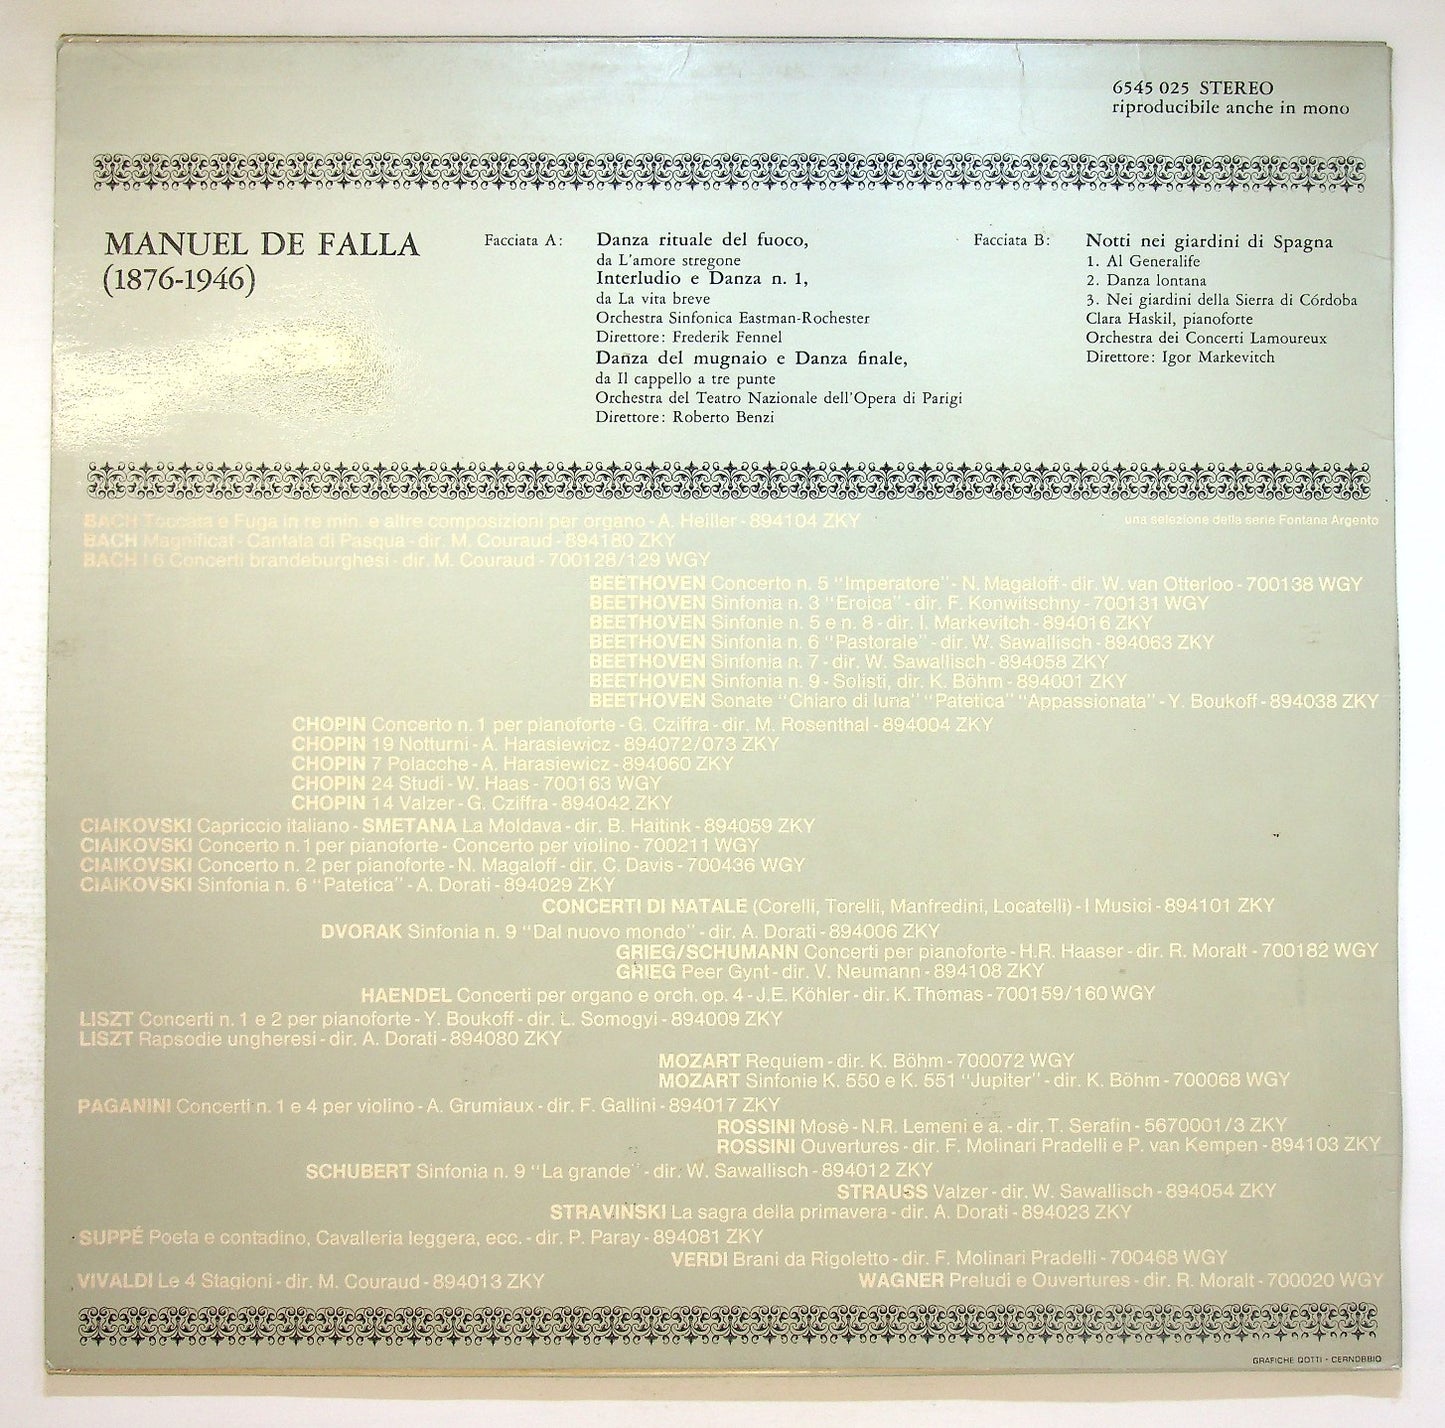 6545 025 STEREO
riproducibile anche in mono
MANUEL DE FALLA
(1876-1946)
Facciata A:
Danza rituale del fuoco,
da L'amore stregone
Interludio e Danza n. 1,
da La vita breve
Orchestra Sinfonica Eastman-Rochester
Direttore: Frederik Fennel
Danza del mugnaio e Danza finale,
da Il cappello a tre punte
Orchestra del Teatro Nazionale dell'Opera di Parigi
Direttore: Roberto Benzi
Facciata B:
Notti nei giardini di Spagna
1. Al Generalife
2. Danza lontana
3. Nei giardini della Sierra di Córdoba
Clara Haskil, pianoforte
Orchestra dei Concerti Lamoureux
Direttore: Igor Markevitch
BACH Toccata e Fuga in re min. e altre composizioni per organo - A. Heiller - 894104 ZKY
una selezione della serie Fontana Argento
BACH Magnificat - Cantata di Pasqua - dir. M. Couraud - 894180 ZKY
BACH I 6 Concerti brandeburghesi - dir. M. Couraud - 700128/129 WGY
BEETHOVEN Concerto n. 5 "Imperatore" - N. Magaloff - dir. W. van Otterloo - 700138 WGY
BEETHOVEN Sinfonia n. 3 "Eroica" - dir. F. Konwitschny - 700131 WGY
BEETHOVEN Sinfonie n. 5 e n. 8 - dir. I. Markevitch - 894016 ZKY
BEETHOVEN Sinfonia n. 6 "Pastorale" - dir. W. Sawallisch - 894063 ZKY
BEETHOVEN Sinfonia n. 7 - dir. W. Sawallisch - 894058 ZKY
BEETHOVEN Sinfonia n. 9 - Solisti, dir. K. Böhm - 894001 ZKY
BEETHOVEN Sonate "Chiaro di luna" "Patetica" "Appassionata" - Y. Boukoff - 894038 ZKY
CHOPIN Concerto n. 1 per pianoforte - G. Cziffra - dir. M. Rosenthal - 894004 ZKY
CHOPIN 19 Notturni - A. Harasiewicz - 894072/073 ZKY
CHOPIN 7 Polacche - A. Harasiewicz - 894060 ZKY
CHOPIN 24 Studi - W. Haas - 700163 WGY
CHOPIN 14 Valzer - G. Cziffra - 894042 ZKY
CIAIKOVSKI Capriccio italiano - SMETANA La Moldava - dir. B. Haitink - 894059 ZKY
CIAIKOVSKI Concerto n. 1 per pianoforte - Concerto per violino - 700211 WGY
CIAIKOVSKI Concerto n. 2 per pianoforte - N. Magaloff - dir. C. Davis - 700436 WGY
CIAIKOVSKI Sinfonia n. 6 "Patetica" - A. Dorati - 894029 ZKY
CONCERTI DI NATALE (Corelli, Torelli, Manfredini, Locatelli) - I Musici - 894101 ZKY
DVORAK Sinfonia n. 9 "Dal nuovo mondo" - dir. A. Dorati - 894006 ZKY
GRIEG/SCHUMANN Concerti per pianoforte - H.R. Haaser - dir. R. Moralt - 700182 WGY
GRIEG Peer Gynt - dir. V. Neumann - 894108 ZKY
HAENDEL Concerti per organo e orch. op. 4 - J.E. Köhler - dir. K. Thomas - 700159/160 WGY
LISZT Concerti n. 1 e 2 per pianoforte - Y. Boukoff - dir. L. Somogyi - 894009 ZKY
LISZT Rapsodie ungheresi - dir. A. Dorati - 894080 ZKY
MOZART Requiem - dir. K. Böhm - 700072 WGY
MOZART Sinfonie K. 550 e K. 551 "Jupiter" - dir. K. Böhm - 700068 WGY
PAGANINI Concerti n. 1 e 4 per violino - A. Grumiaux - dir. F. Gallini - 894017 ZKY
ROSSINI Mosè - N.R. Lemeni e a. - dir. T. Serafin - 5670001/3 ZKY
ROSSINI Ouvertures - dir. F. Molinari Pradelli e P. van Kempen - 894103 ZKY
SCHUBERT Sinfonia n. 9 "La grande" - dir. W. Sawallisch - 894012 ZKY
STRAUSS Valzer - dir. W. Sawallisch - 894054 ZKY
STRAVINSKI La sagra della primavera - dir. A. Dorati - 894023 ZKY
SUPPÉ Poeta e contadino, Cavalleria leggera, ecc. - dir. P. Paray - 894081 ZKY
VERDI Brani da Rigoletto - dir. F. Molinari Pradelli - 700468 WGY
VIVALDI Le 4 Stagioni - dir. M. Couraud - 894013 ZKY
WAGNER Preludi e Ouvertures - dir. R. Moralt - 700020 WGY
GRAFICHE DOTTI - CERNOBBIO